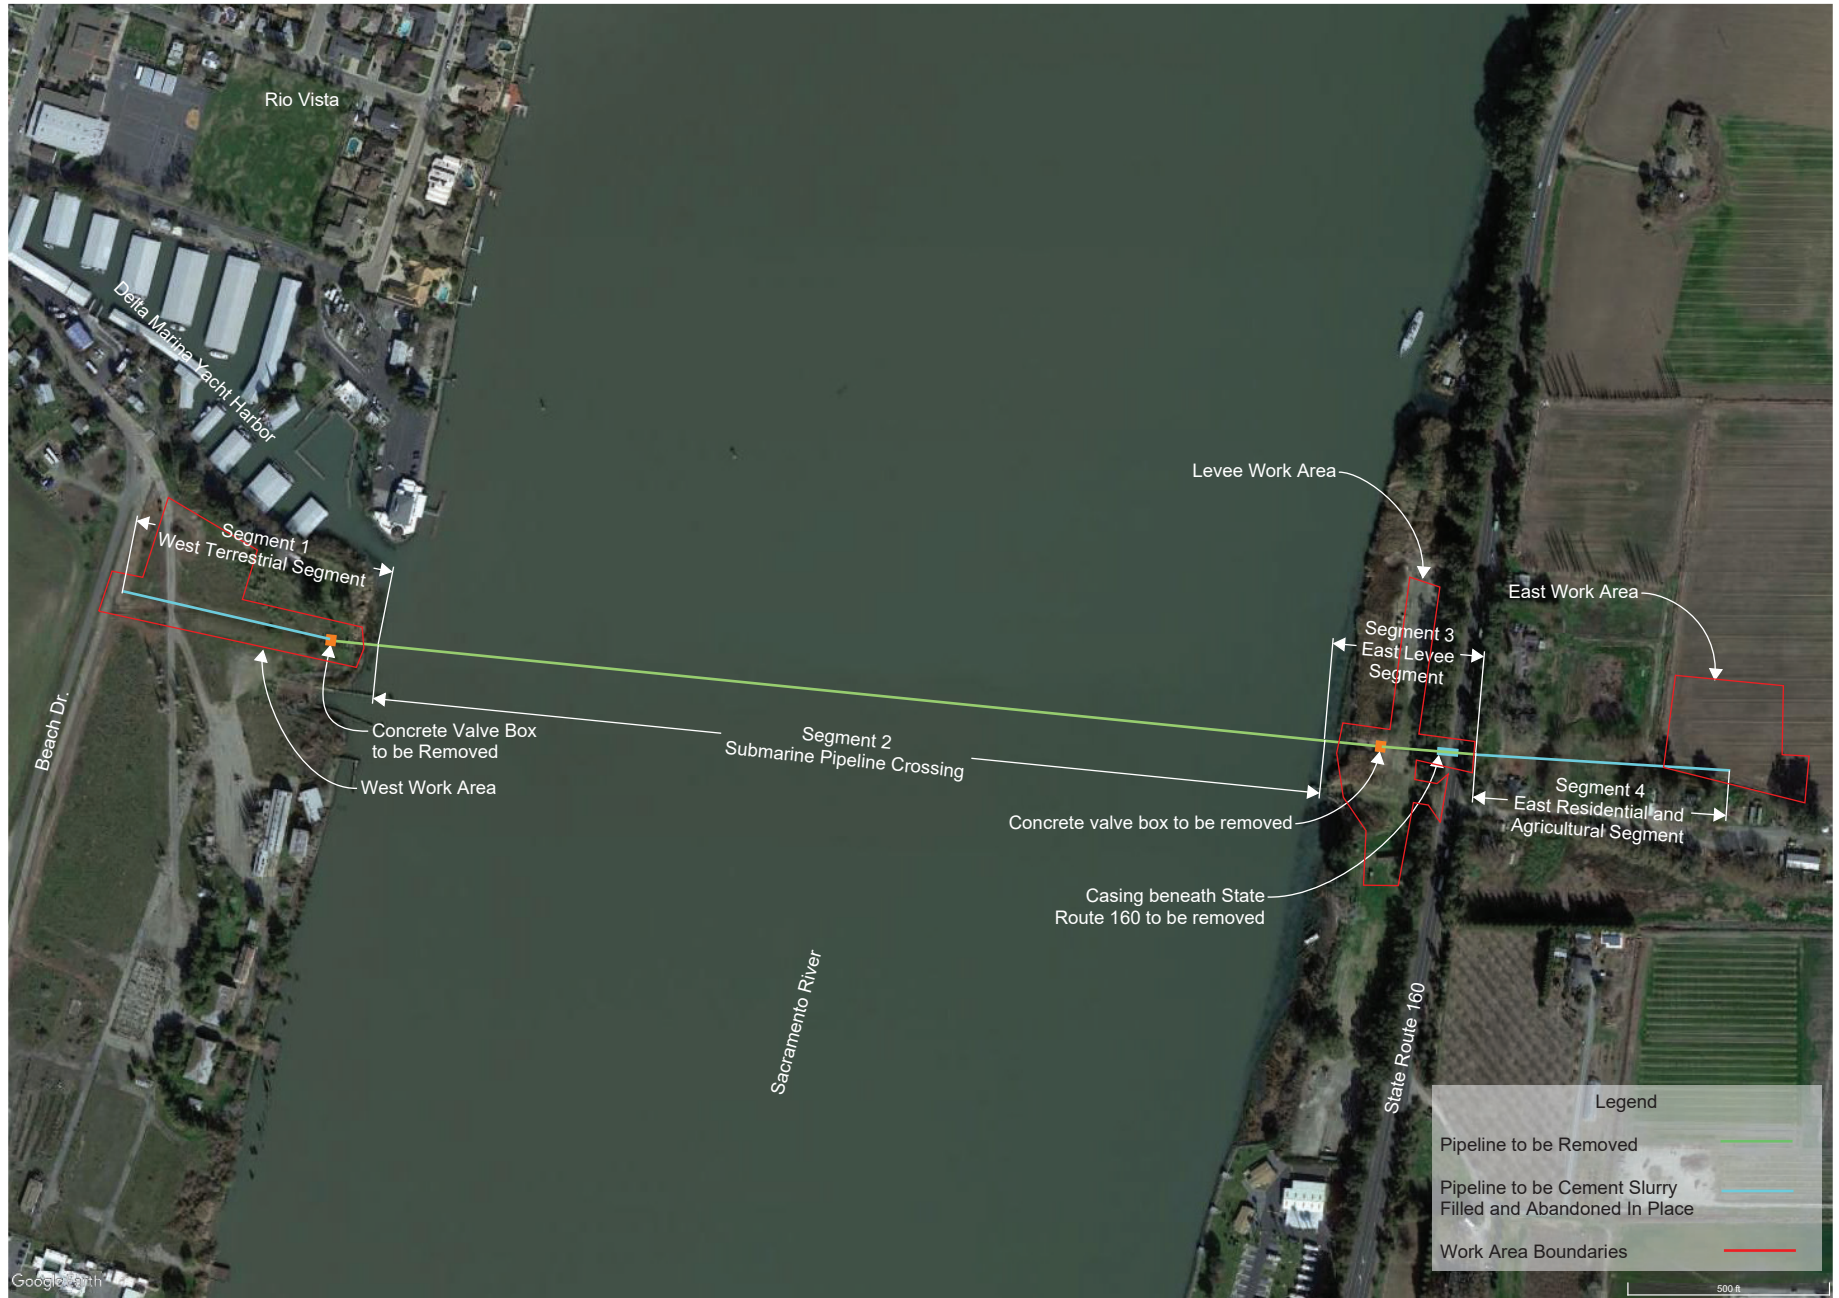 Rio Vista
Delta Marina Yacht Harbor
Levee Work Area
Segment 1
West Terrestrial Segment
East Work Area
Segment 3
East Levee
Segment
Beach Dr.
Concrete Valve Box
to be Removed
West Work Area
Segment 2
Submarine Pipeline Crossing
Segment 4
East Residential and
Agricultural Segment
Concrete valve box to be removed
Casing beneath State
Route 160 to be removed
Sacramento River
State Route 160
Legend
Pipeline to be Removed
Pipeline to be Cement Slurry
Filled and Abandoned In Place
Work Area Boundaries
Google Earth
500 ft